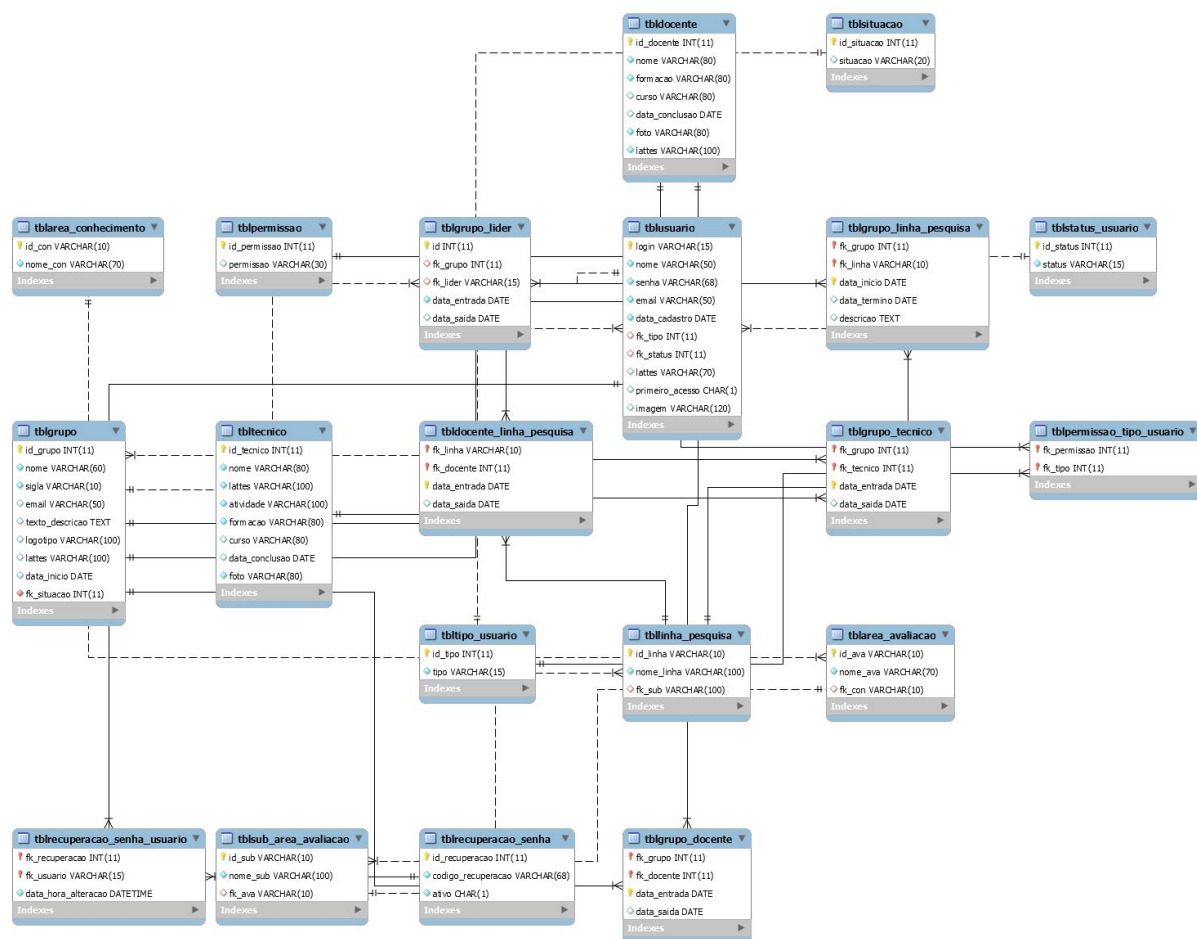 tbldocente
id_docente INT(11)
nome VARCHAR(80)
formacao VARCHAR(80)
curso VARCHAR(80)
data_conclusao DATE
foto VARCHAR(80)
lattes VARCHAR(100)
Indexes
tblsituacao
id_situacao INT(11)
situacao VARCHAR(20)
Indexes
tblarea_conhecimento
id_con VARCHAR(10)
nome_con VARCHAR(70)
Indexes
tblpermissao
id_permissao INT(11)
permissao VARCHAR(30)
Indexes
tblgrupo_lider
id INT(11)
fk_grupo INT(11)
fk_lider VARCHAR(15)
data_entrada DATE
data_saida DATE
Indexes
tblusuario
login VARCHAR(15)
nome VARCHAR(50)
senha VARCHAR(68)
email VARCHAR(50)
data_cadastro DATE
fk_tipo INT(11)
fk_status INT(11)
lattes VARCHAR(70)
primeiro_acesso CHAR(1)
imagem VARCHAR(120)
Indexes
tblgrupo_linha_pesquisa
fk_grupo INT(11)
fk_linha VARCHAR(10)
data_inicio DATE
data_termino DATE
descricao TEXT
Indexes
tblstatus_usuario
id_status INT(11)
status VARCHAR(15)
Indexes
tblgrupo
id_grupo INT(11)
nome VARCHAR(60)
sigla VARCHAR(10)
email VARCHAR(50)
texto_descricao TEXT
logotipo VARCHAR(100)
lattes VARCHAR(100)
data_inicio DATE
fk_situacao INT(11)
Indexes
tbltecnico
id_tecnico INT(11)
nome VARCHAR(80)
lattes VARCHAR(100)
atividade VARCHAR(100)
formacao VARCHAR(80)
curso VARCHAR(80)
data_conclusao DATE
foto VARCHAR(80)
Indexes
tbldocente_linha_pesquisa
fk_linha VARCHAR(10)
fk_docente INT(11)
data_entrada DATE
data_saida DATE
Indexes
tblgrupo_tecnico
fk_grupo INT(11)
fk_tecnico INT(11)
data_entrada DATE
data_saida DATE
Indexes
tblpermissao_tipo_usuario
fk_permissao INT(11)
fk_tipo INT(11)
Indexes
tbltipo_usuario
id_tipo INT(11)
tipo VARCHAR(15)
Indexes
tbllinha_pesquisa
id_linha VARCHAR(10)
nome_linha VARCHAR(100)
fk_sub VARCHAR(100)
Indexes
tblarea_avaliacao
id_ava VARCHAR(10)
nome_ava VARCHAR(70)
fk_con VARCHAR(10)
Indexes
tblrecuperacao_senha_usuario
fk_recuperacao INT(11)
fk_usuario VARCHAR(15)
data_hora_alteracao DATETIME
Indexes
tblsub_area_avaliacao
id_sub VARCHAR(10)
nome_sub VARCHAR(100)
fk_ava VARCHAR(10)
Indexes
tblrecuperacao_senha
id_recuperacao INT(11)
codigo_recuperacao VARCHAR(68)
ativo CHAR(1)
Indexes
tblgrupo_docente
fk_grupo INT(11)
fk_docente INT(11)
data_entrada DATE
data_saida DATE
Indexes